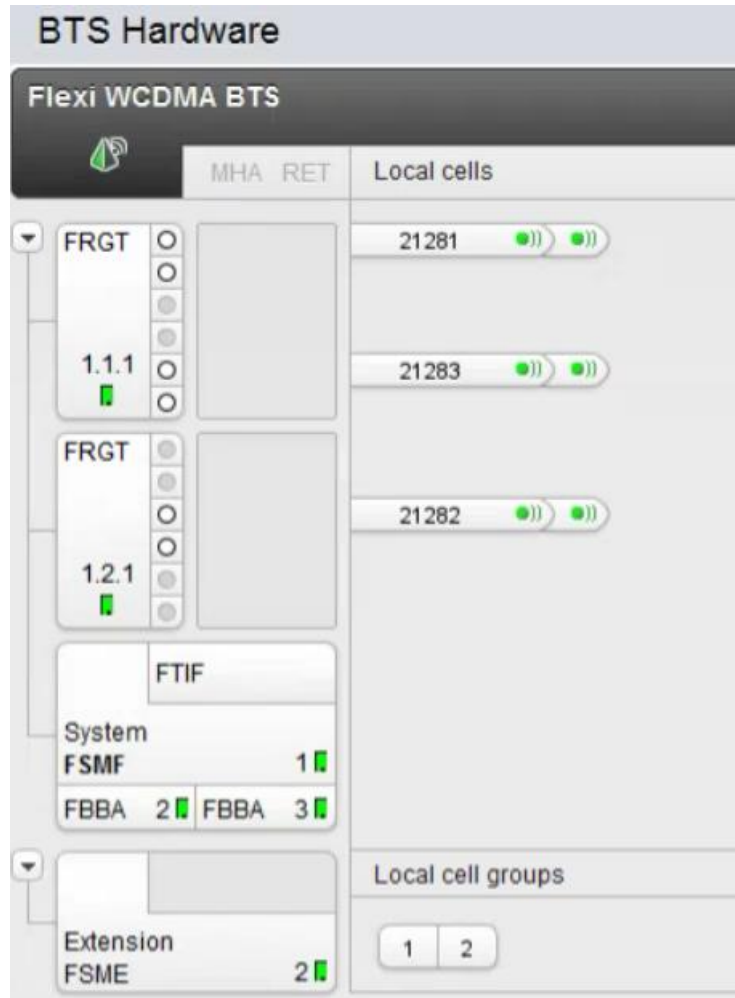 BTS Hardware
Flexi WCDMA BTS
MHA RET
Local cells
FRGT
1.1.1
21281
21283
FRGT
1.2.1
21282
FTIF
System
FSMF 1
FBBA 2 FBBA 3
Local cell groups
Extension
FSME 2
1 2